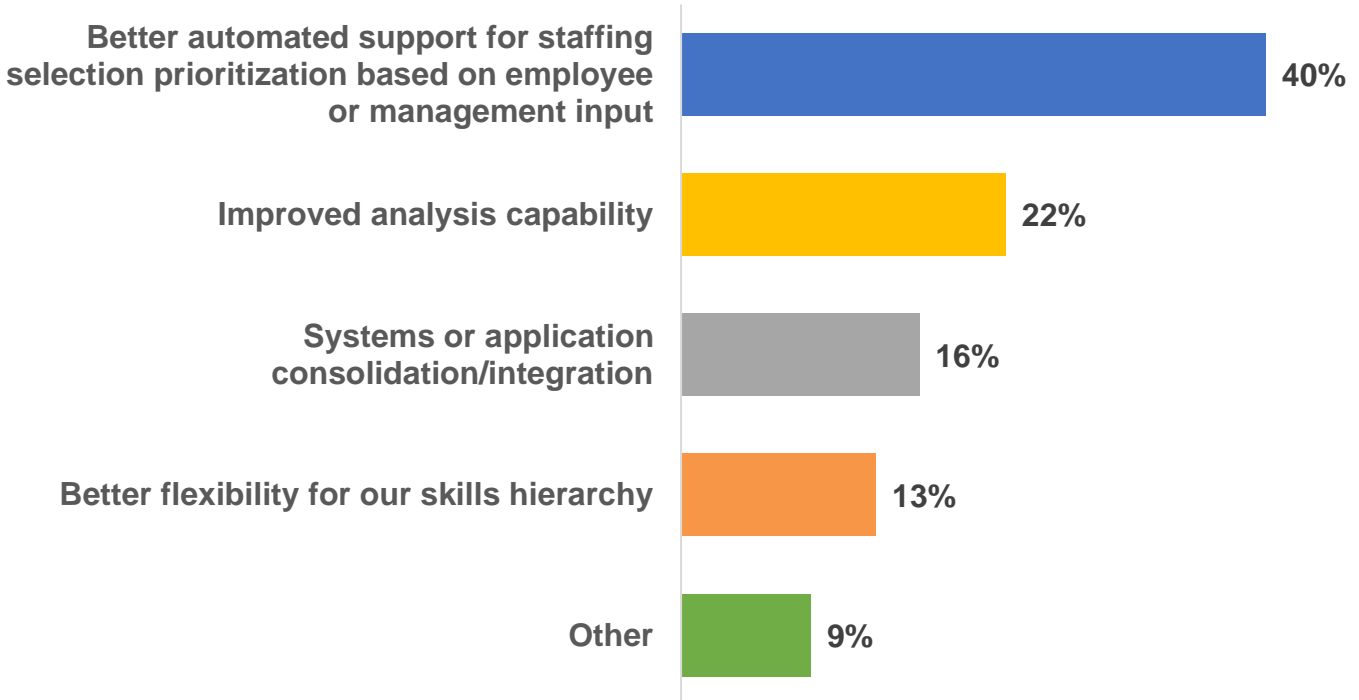 Better automated support for staffing
selection prioritization based on employee
or management input
40%
Improved analysis capability
22%
Systems or application
consolidation/integration
16%
Better flexibility for our skills hierarchy
13%
Other
9%